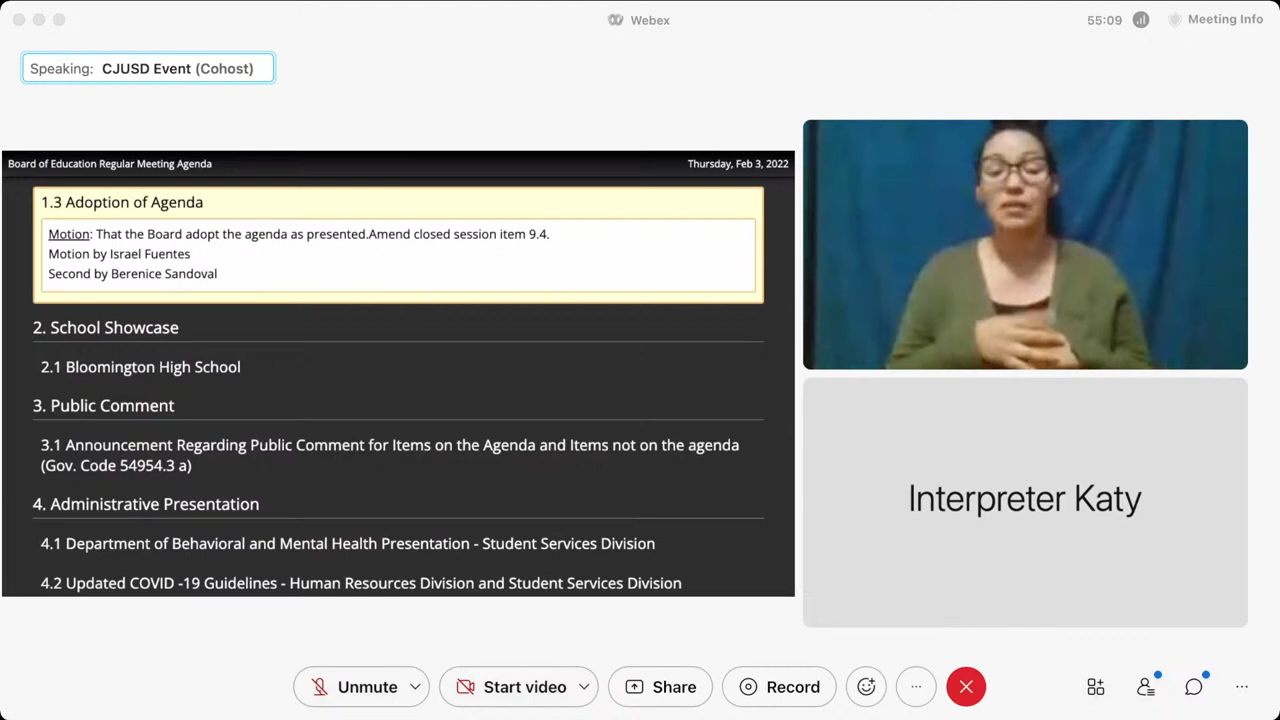 Webex
55:09
Meeting Info
Speaking: CJUSD Event (Cohost)
Board of Education Regular Meeting Agenda
Thursday, Feb 3, 2022
1.3 Adoption of Agenda
Motion: That the Board adopt the agenda as presented.Amend closed session item 9.4.
Motion by Israel Fuentes
Second by Berenice Sandoval
2. School Showcase
2.1 Bloomington High School
3. Public Comment
3.1 Announcement Regarding Public Comment for Items on the Agenda and Items not on the agenda
(Gov. Code 54954.3 a)
4. Administrative Presentation
4.1 Department of Behavioral and Mental Health Presentation - Student Services Division
4.2 Updated COVID -19 Guidelines - Human Resources Division and Student Services Division
Interpreter Katy
Unmute
Start video
Share
Record